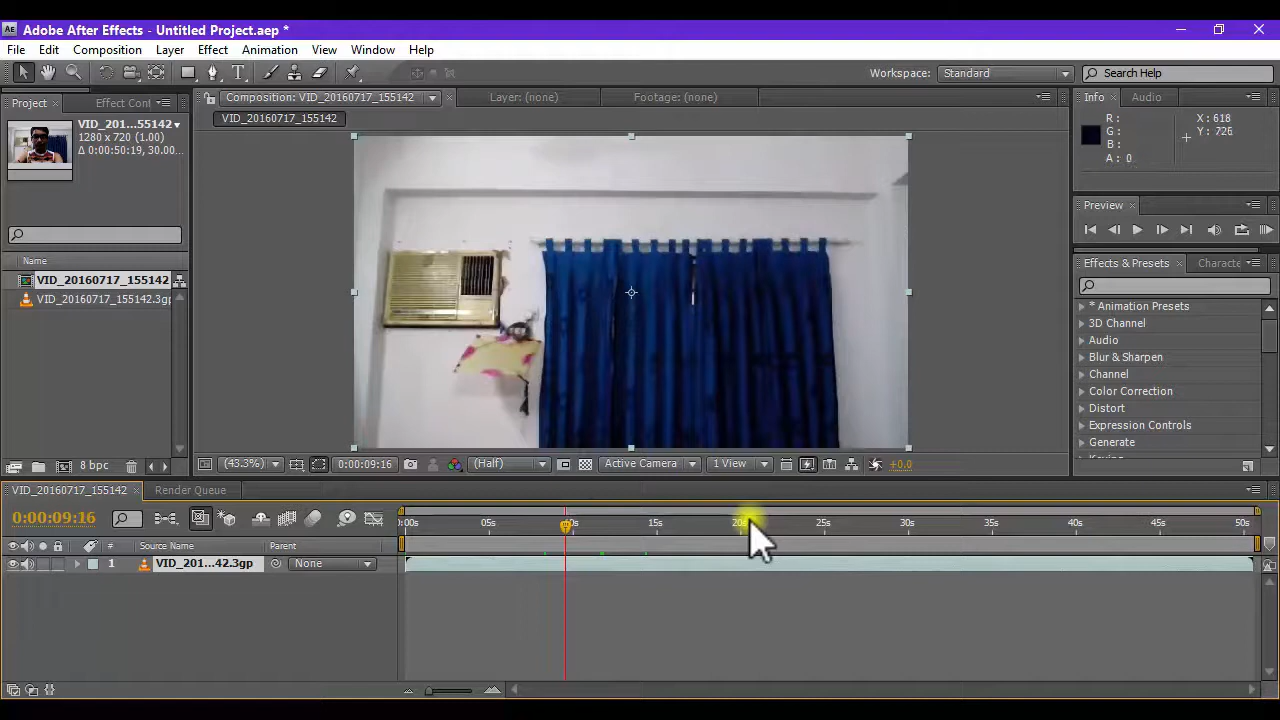 Adobe After Effects - Untitled Project.aep *
File Edit Composition Layer Effect Animation View Window Help
Workspace: Standard Search Help
Project Effect Cont
Composition: VID_20160717_155142 Layer: (none) Footage: (none)
Info Audio
VID_201...55142
1280 x 720 (1.00)
Δ 0:00:50:19, 30.00...
VID_20160717_155142
R:
G:
B:
A: 0
X: 618
Y: 726
Preview
Effects & Presets Characte
* Animation Presets
3D Channel
Audio
Blur & Sharpen
Channel
Color Correction
Distort
Expression Controls
Generate
Name
VID_20160717_155142
VID_20160717_155142.3gp
8 bpc
(43.3%) 0:00:09:16 (Half) Active Camera 1 View +0.0
VID_20160717_155142 Render Queue
0:00:09:16
:00s 05s 0s 15s 20s 25s 30s 35s 40s 45s 50s
# Source Name Parent
1 VID_201...42.3gp None